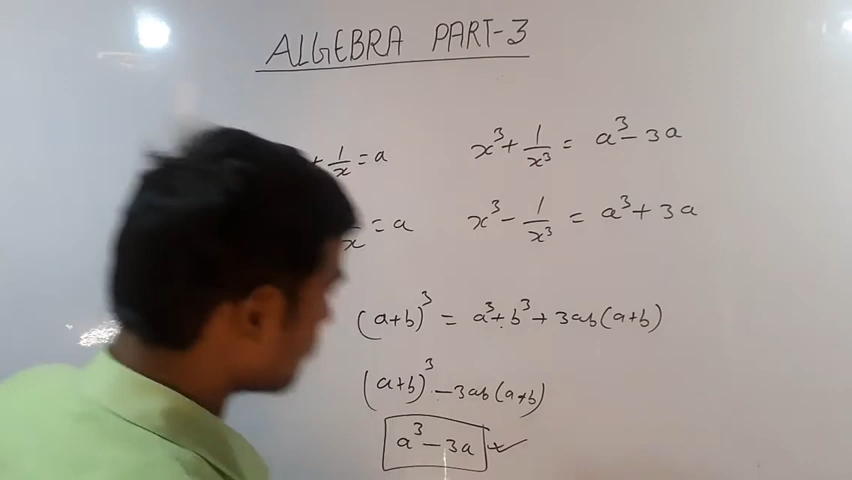 ALGEBRA PART-3
+ 1/x = a    x³ + 1/x³ = a³ - 3a
x = a    x³ - 1/x³ = a³ + 3a
(a+b)³ = a³ + b³ + 3ab(a+b)
(a+b)³ - 3ab(a+b)
a³ - 3a